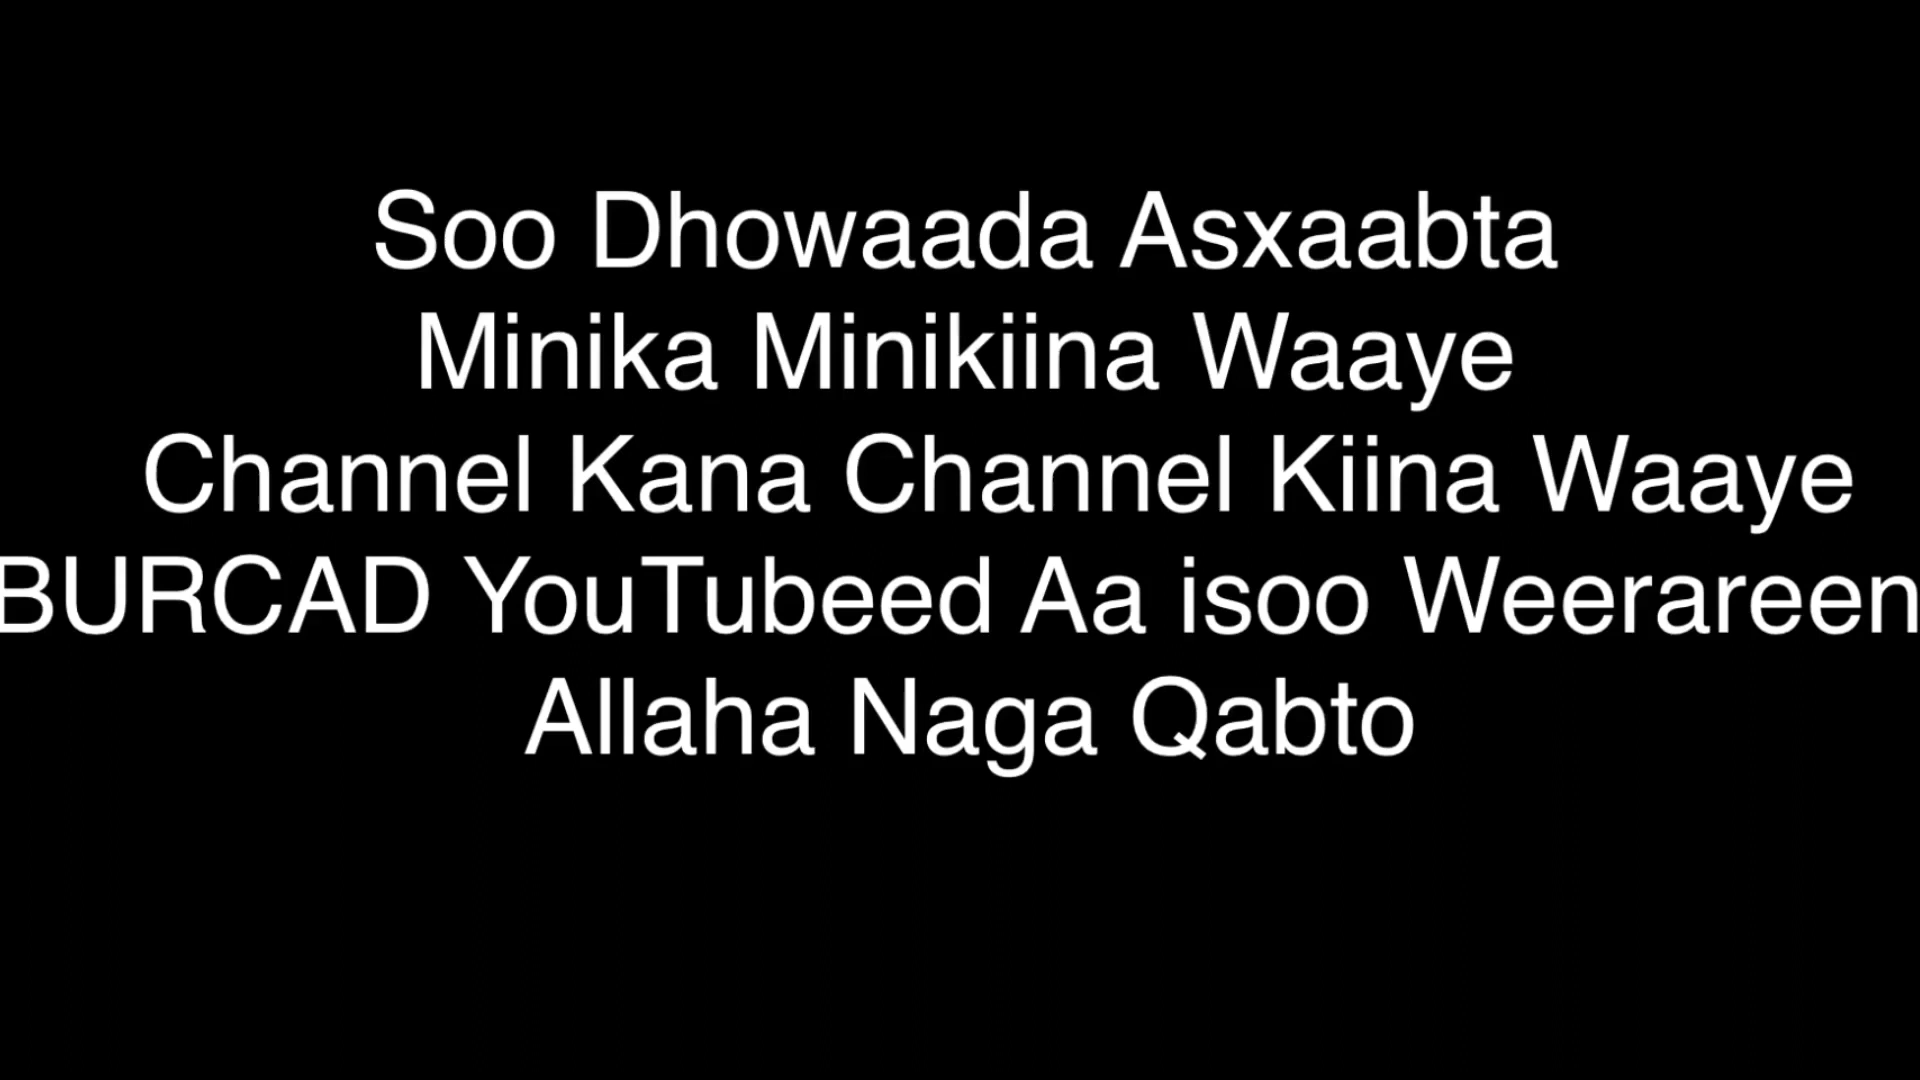 Soo Dhowaada Asxaabta
Minika Minikiina Waaye
Channel Kana Channel Kiina Waaye
BURCAD YouTubeed Aa isoo Weerareen
Allaha Naga Qabto